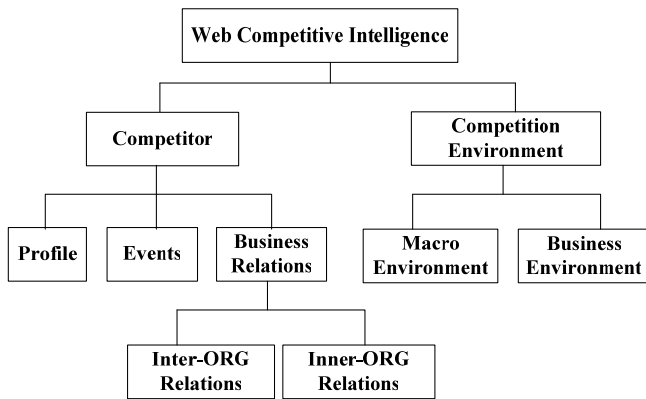 Web Competitive Intelligence
Competitor
Competition
Environment
Profile
Events
Business
Relations
Macro
Environment
Business
Environment
Inter-ORG
Relations
Inner-ORG
Relations